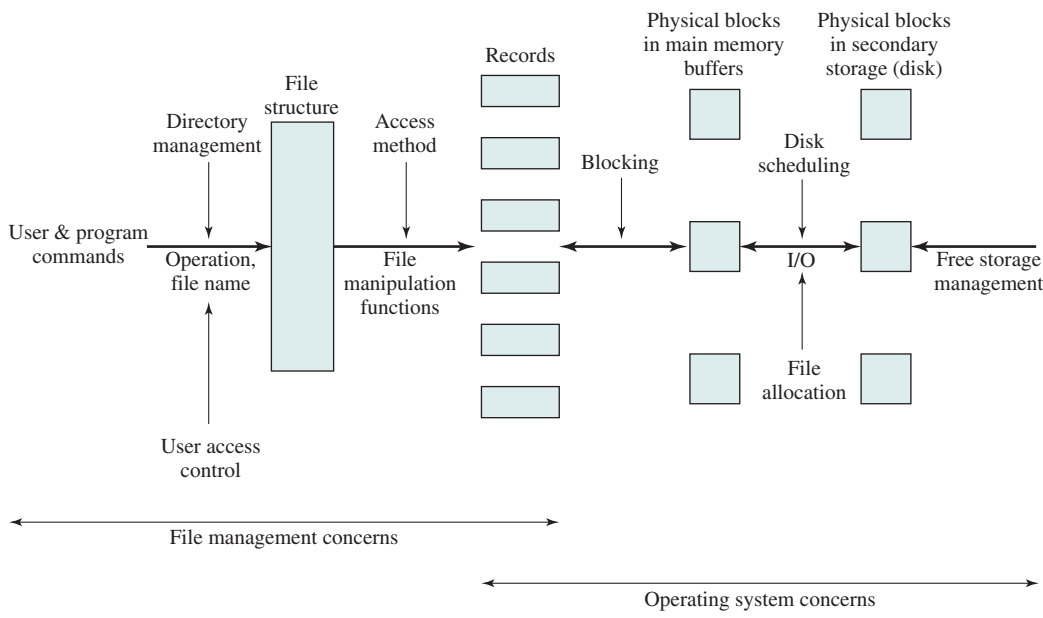 Physical blocks
in main memory
buffers
Physical blocks
in secondary
storage (disk)
Records
File
structure
Directory
management
Access
method
Blocking
Disk
scheduling
User & program
commands
Operation,
file name
File
manipulation
functions
I/O
Free storage
management
File
allocation
User access
control
File management concerns
Operating system concerns